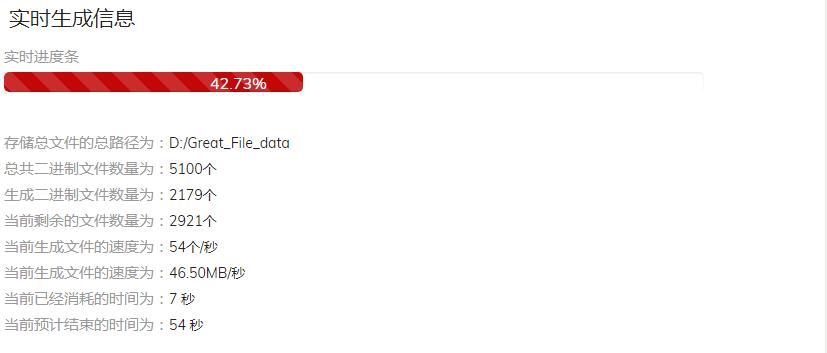 实时生成信息
实时进度条
42.73%
存储总文件的总路径为：D:/Great_File_data
总共二进制文件数量为：5100个
生成二进制文件数量为：2179个
当前剩余的文件数量为：2921个
当前生成文件的速度为：54个/秒
当前生成文件的速度为：46.50MB/秒
当前已经消耗的时间为：7 秒
当前预计结束的时间为：54 秒